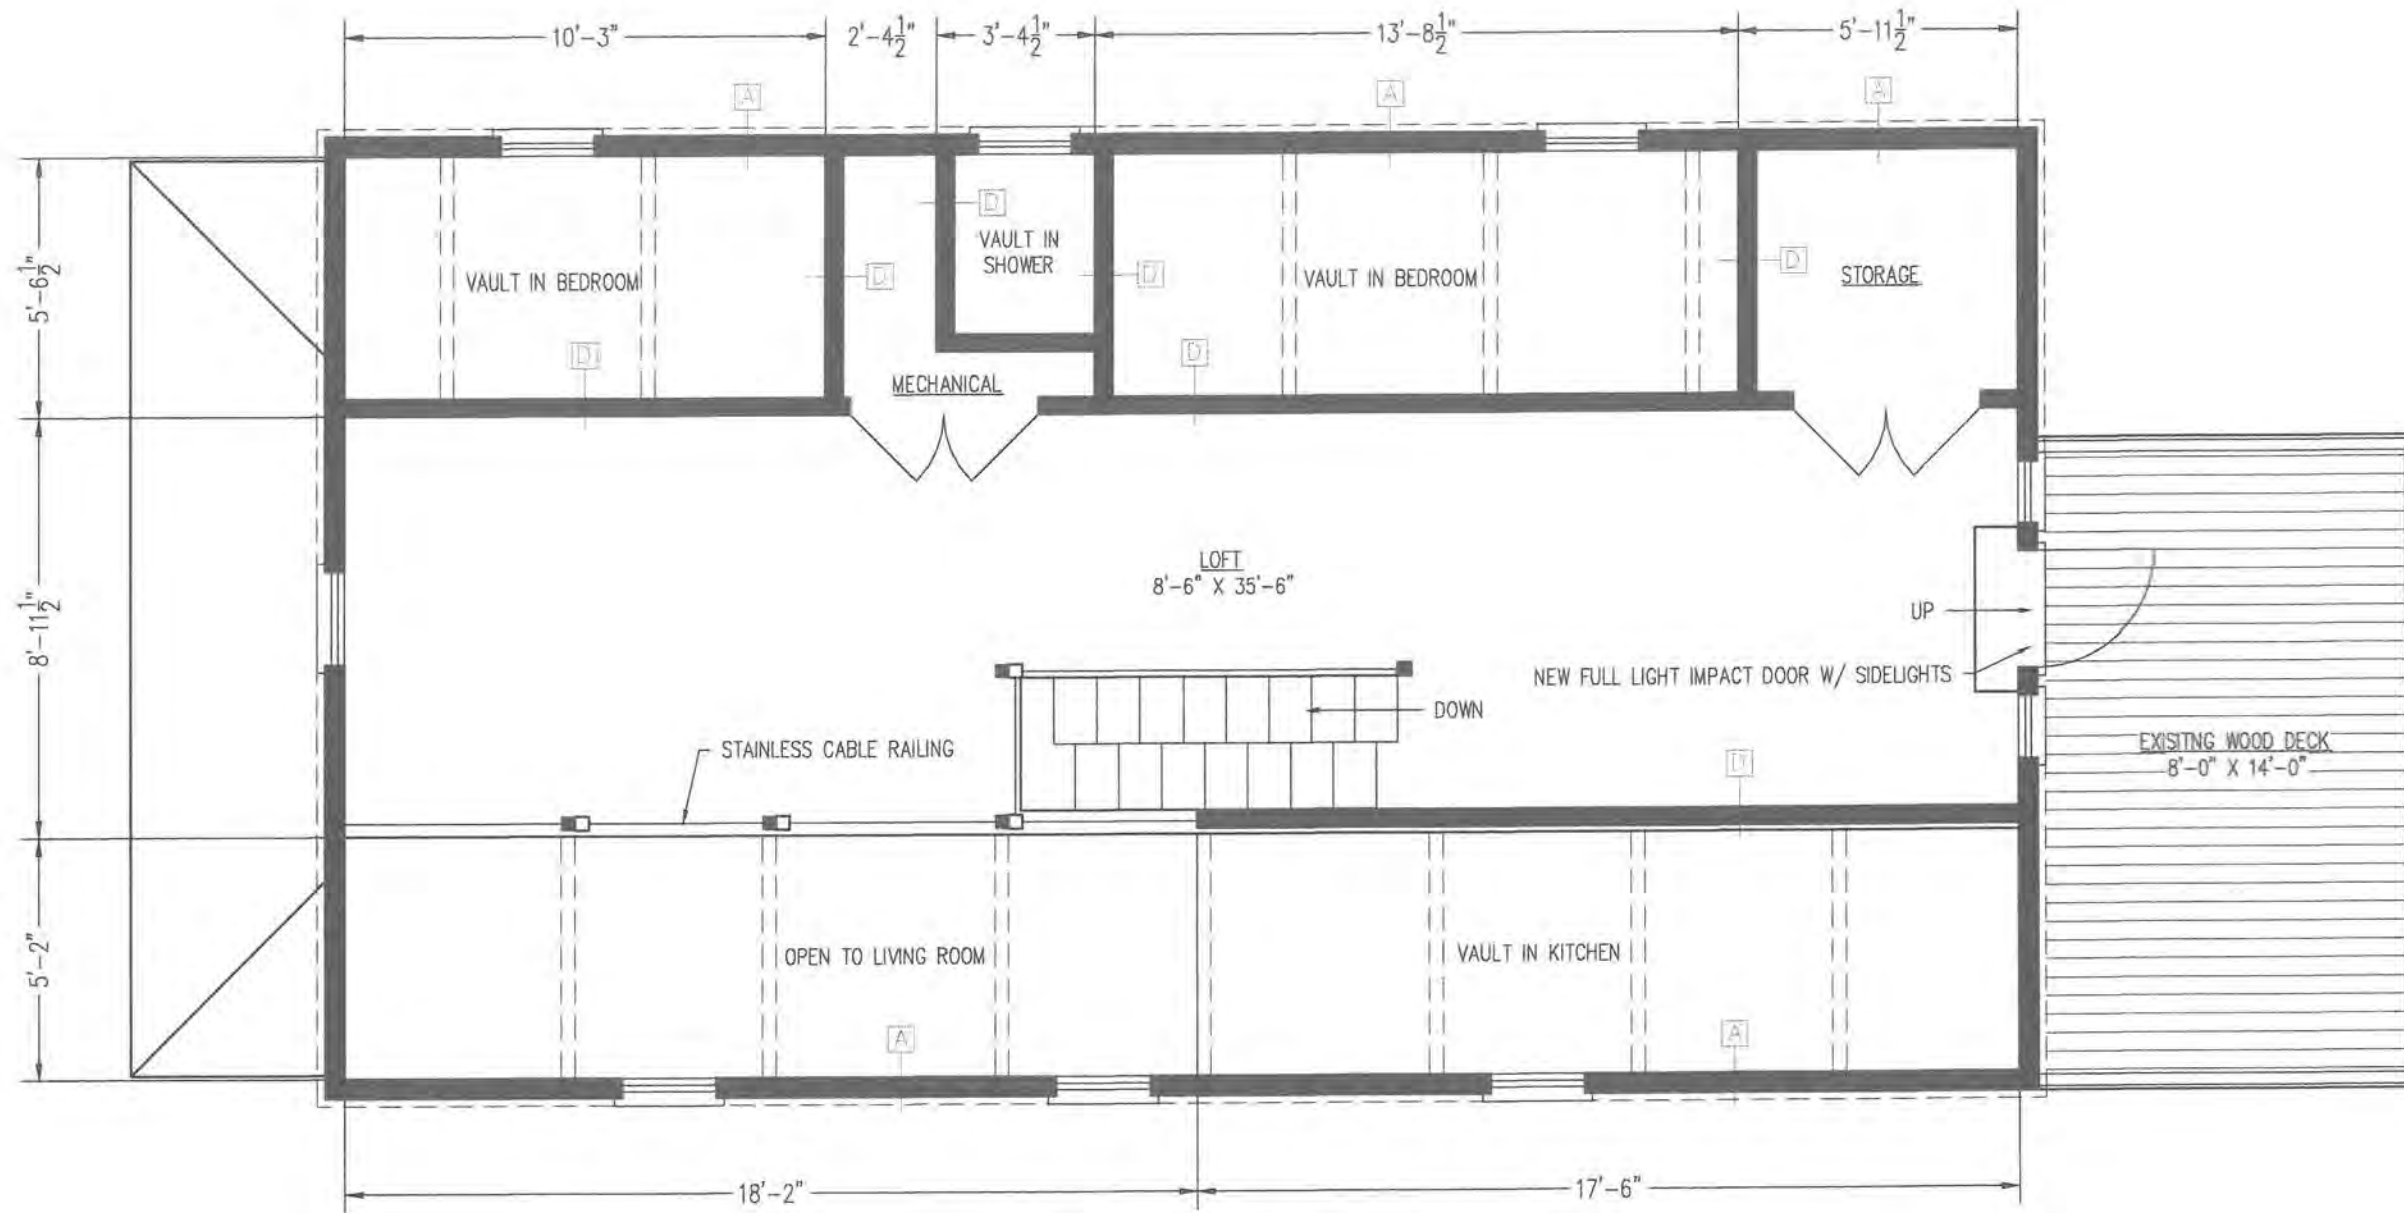 10'-3"
2'-4 1/2"
3'-4 1/2"
13'-8 1/2"
5'-11 1/2"
A
A
A
D
VAULT IN
SHOWER
D
D
D
VAULT IN BEDROOM
VAULT IN BEDROOM
STORAGE
5'-6 1/2"
D
D
MECHANICAL
LOFT
8'-6" X 35'-6"
8'-11 1/2"
UP
NEW FULL LIGHT IMPACT DOOR W/ SIDELIGHTS
DOWN
STAINLESS CABLE RAILING
D
EXISITNG WOOD DECK
8'-0" X 14'-0"
5'-2"
OPEN TO LIVING ROOM
VAULT IN KITCHEN
A
A
18'-2"
17'-6"